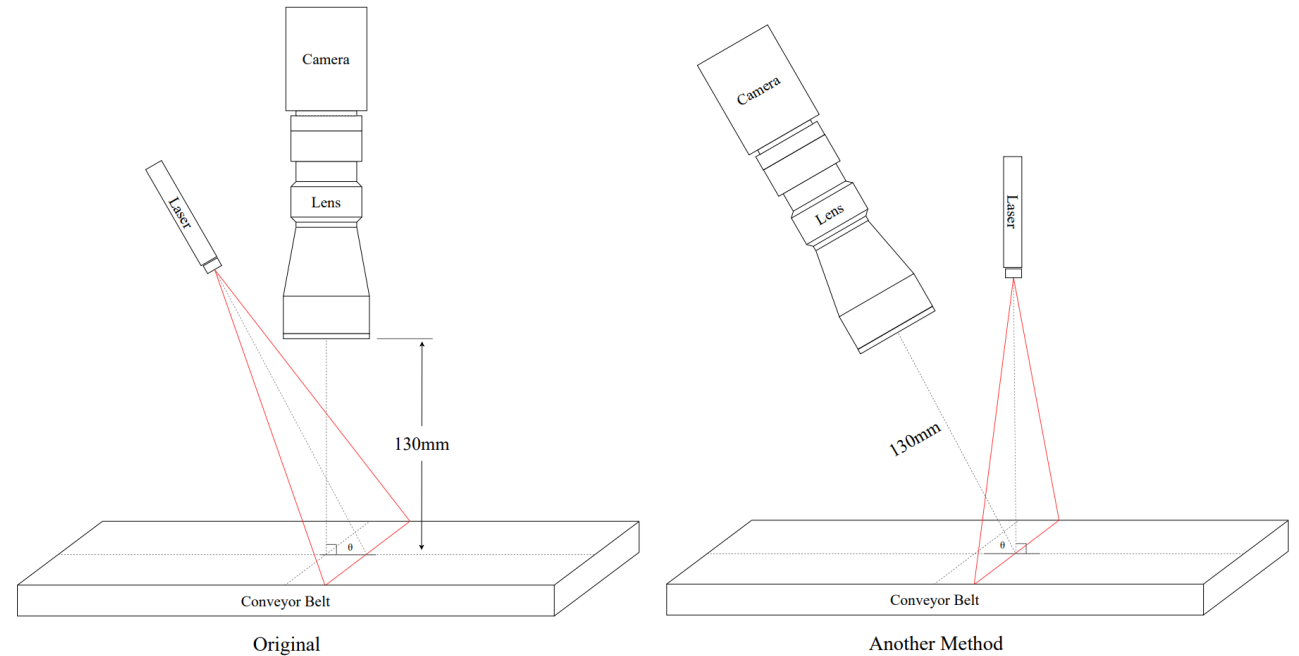 Camera
Lens
Laser
130mm
θ
Conveyor Belt
Original
Camera
Lens
Laser
130mm
θ
Conveyor Belt
Another Method